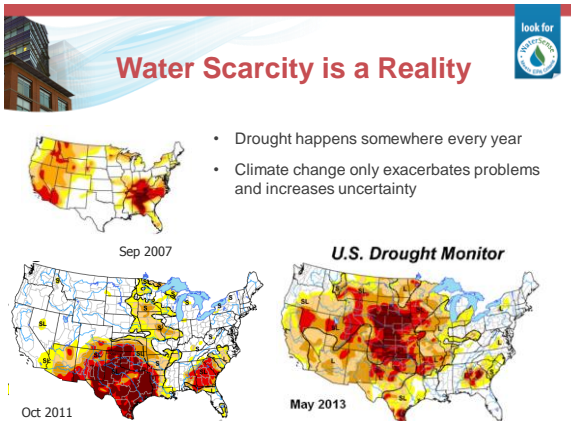 look for
WaterSense
Water Scarcity is a Reality
• Drought happens somewhere every year
• Climate change only exacerbates problems
and increases uncertainty
Sep 2007
U.S. Drought Monitor
Oct 2011
May 2013